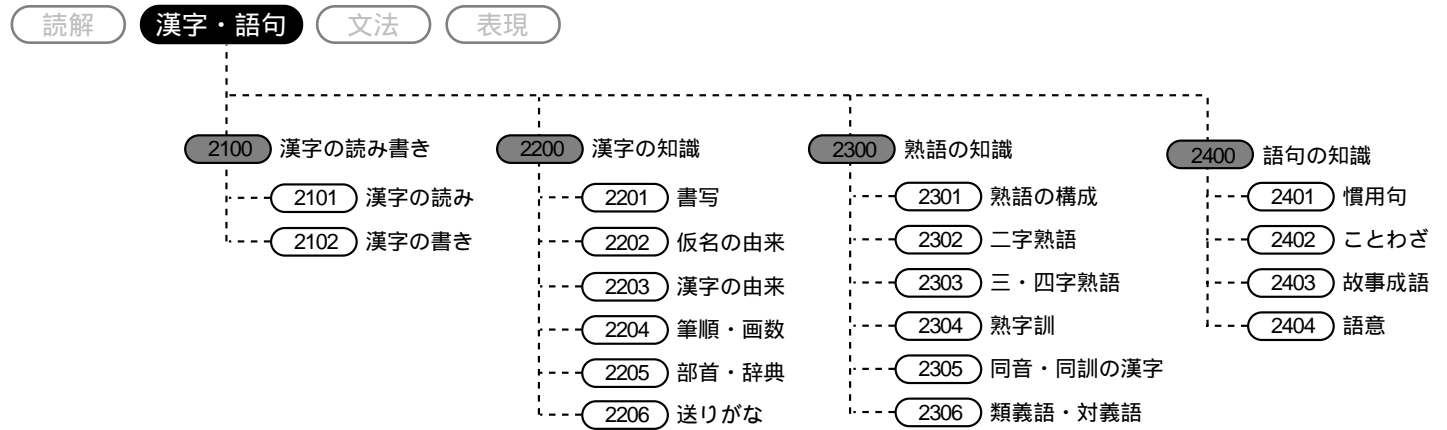 読解
漢字・語句
文法
表現
2100 漢字の読み書き
2101 漢字の読み
2102 漢字の書き
2200 漢字の知識
2201 書写
2202 仮名の由来
2203 漢字の由来
2204 筆順・画数
2205 部首・辞典
2206 送りがな
2300 熟語の知識
2301 熟語の構成
2302 二字熟語
2303 三・四字熟語
2304 熟字訓
2305 同音・同訓の漢字
2306 類義語・対義語
2400 語句の知識
2401 慣用句
2402 ことわざ
2403 故事成語
2404 語意